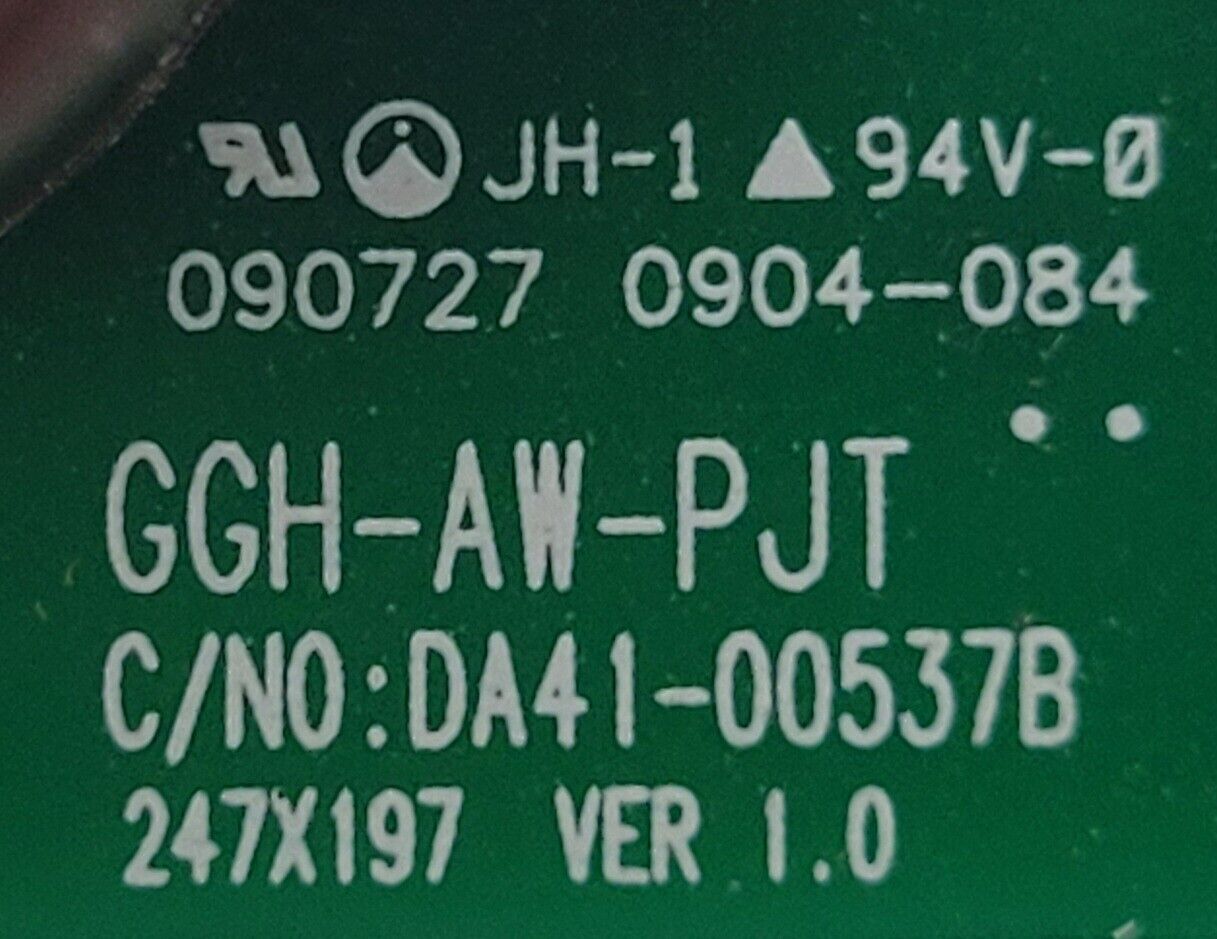 JH-1 ▲94V-0
090727 0904-084
GGH-AW-PJT
C/NO:DA41-00537B
247X197 VER 1.0